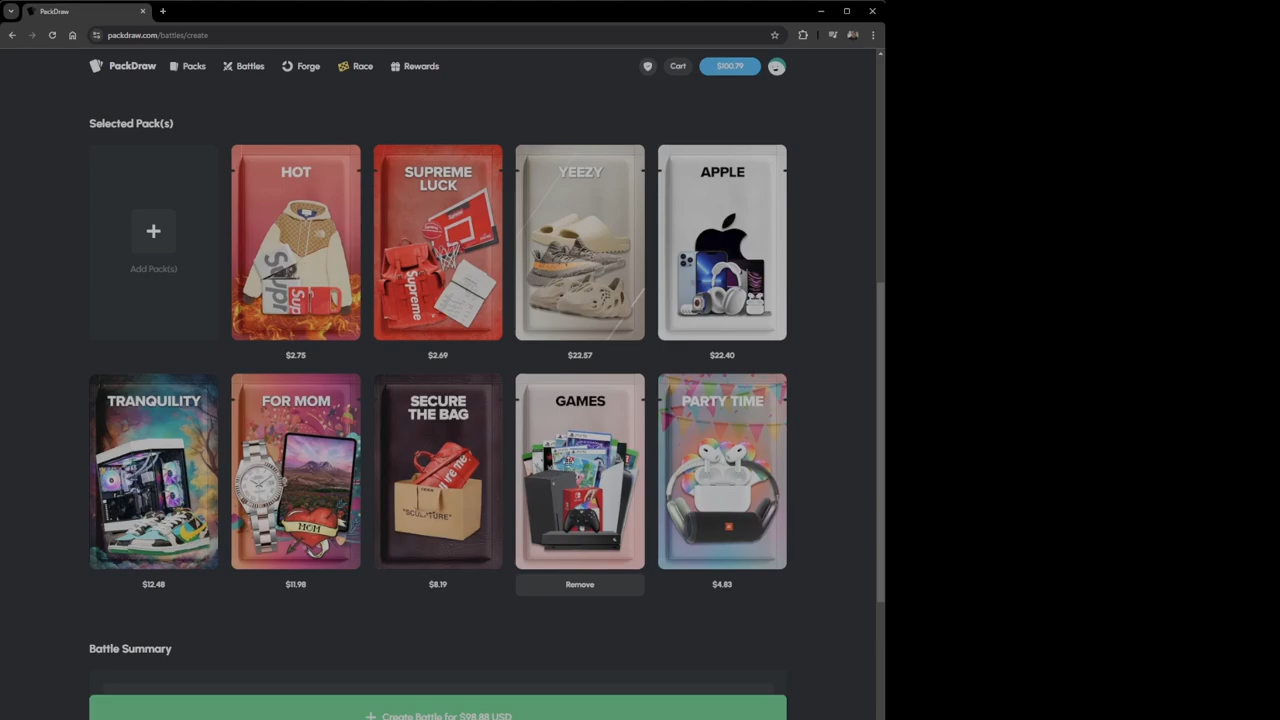 PackDraw
packdraw.com/battles/create
PackDraw Packs Battles Forge Race Rewards Cart $100.79
Selected Pack(s)
Add Pack(s)
HOT
SUPREME
LUCK
Supreme
YEEZY
APPLE
$2.75 $2.69 $22.57 $22.40
TRANQUILITY
FOR MOM
MOM
SECURE
THE BAG
"SCULPTURE"
GAMES
PARTY TIME
$12.48 $11.98 $8.19 Remove $4.83
Battle Summary
Create Battle for $98.88 USD